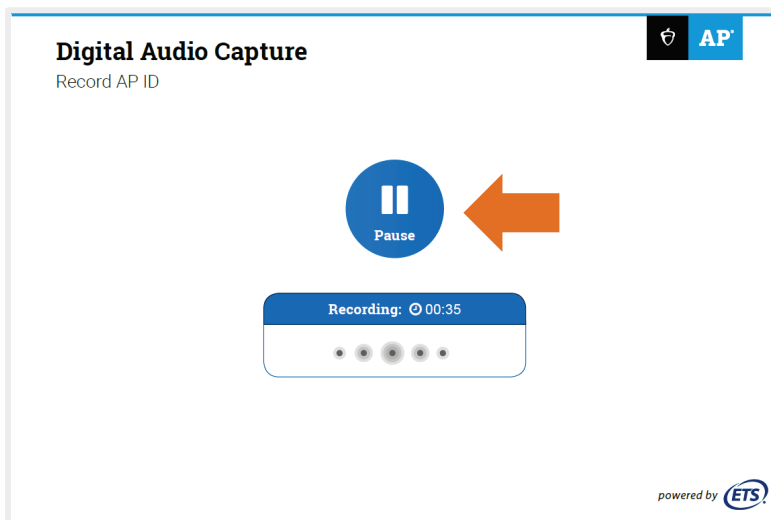 Digital Audio Capture
AP
Record AP ID
Pause
Recording: 00:35
powered by ETS